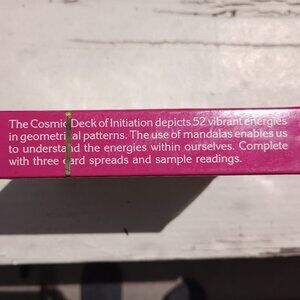 The Cosmic Deck of Initiation depicts 52 vibrant energies
in geometrical patterns. The use of mandalas enables us
to understand the energies within ourselves. Complete
with three card spreads and sample readings.